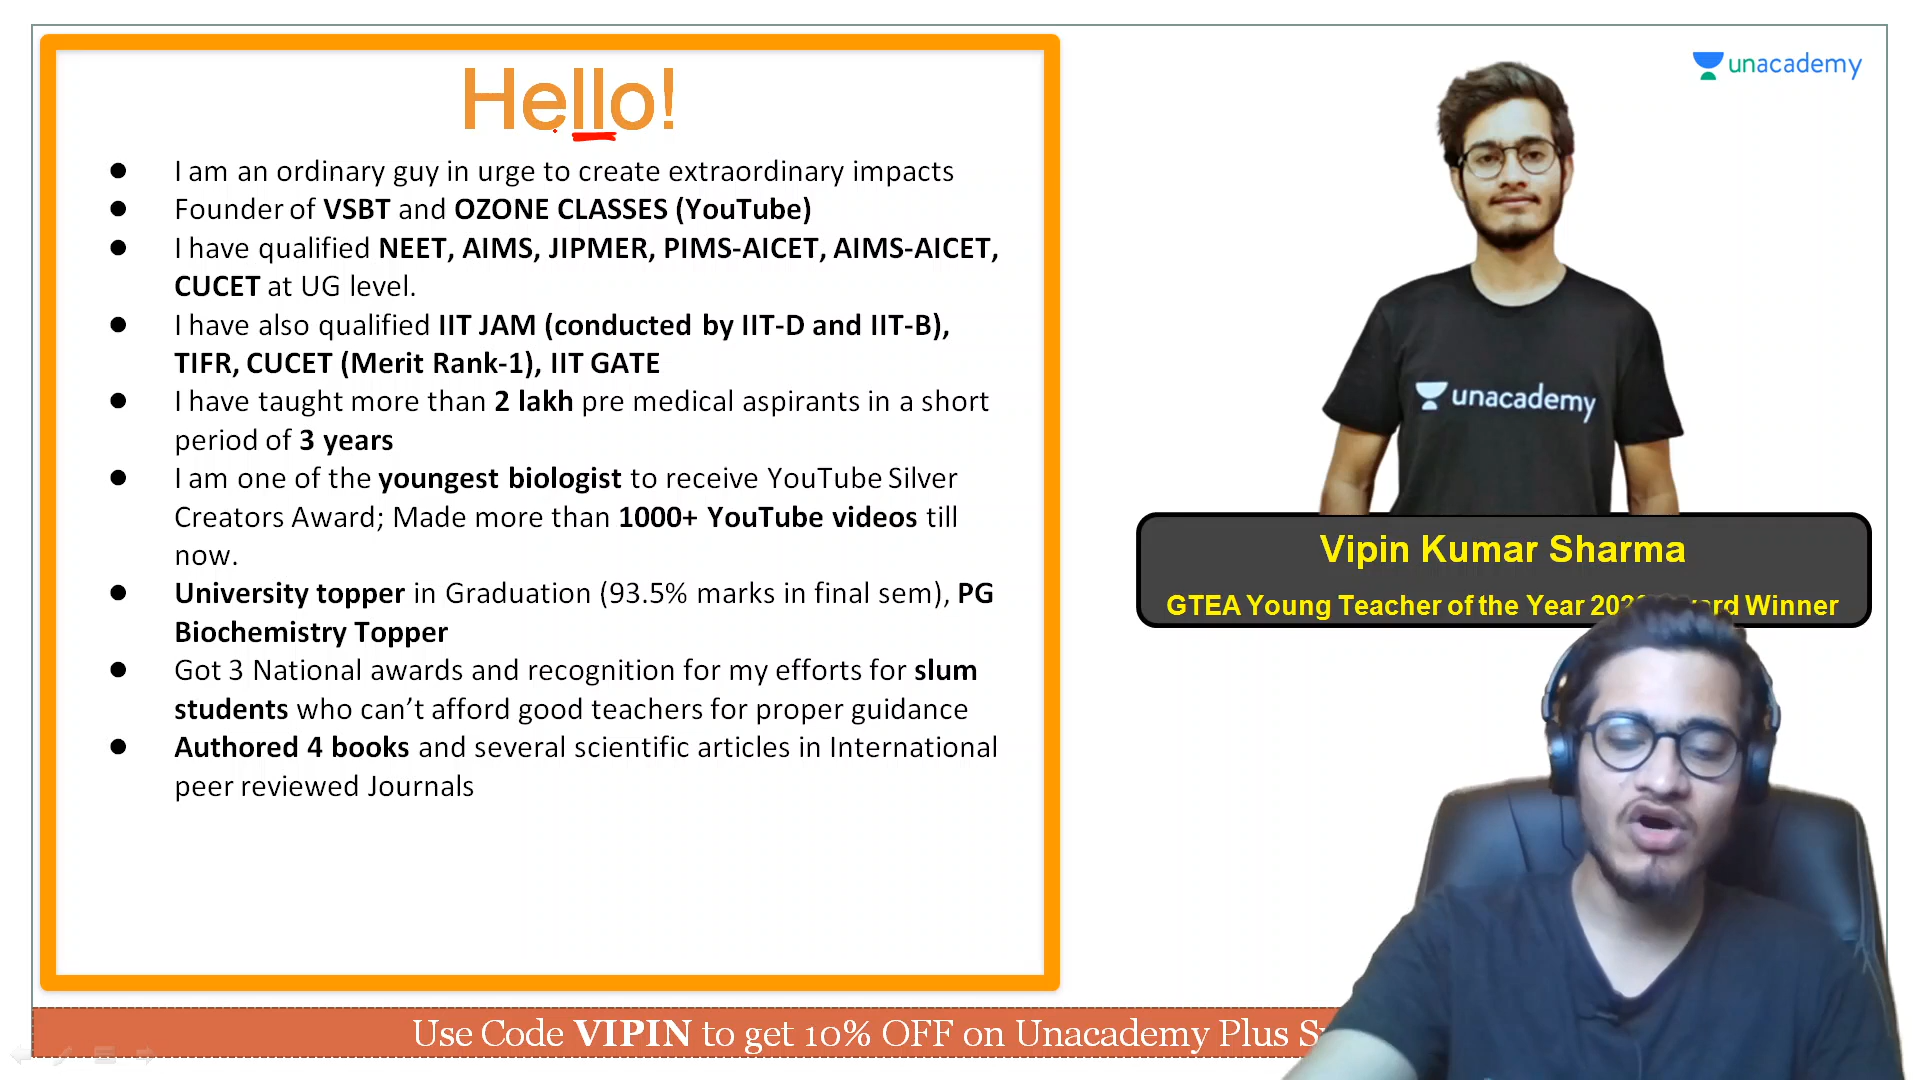 Hello!
unacademy
● I am an ordinary guy in urge to create extraordinary impacts
● Founder of VSBT and OZONE CLASSES (YouTube)
● I have qualified NEET, AIMS, JIPMER, PIMS-AICET, AIMS-AICET,
CUCET at UG level.
● I have also qualified IIT JAM (conducted by IIT-D and IIT-B),
TIFR, CUCET (Merit Rank-1), IIT GATE
● I have taught more than 2 lakh pre medical aspirants in a short
period of 3 years
● I am one of the youngest biologist to receive YouTube Silver
Creators Award; Made more than 1000+ YouTube videos till
now.
● University topper in Graduation (93.5% marks in final sem), PG
Biochemistry Topper
● Got 3 National awards and recognition for my efforts for slum
students who can’t afford good teachers for proper guidance
● Authored 4 books and several scientific articles in International
peer reviewed Journals
unacademy
Vipin Kumar Sharma
GTEA Young Teacher of the Year Winner
Use Code VIPIN to get 10% OFF on Unacademy Plus